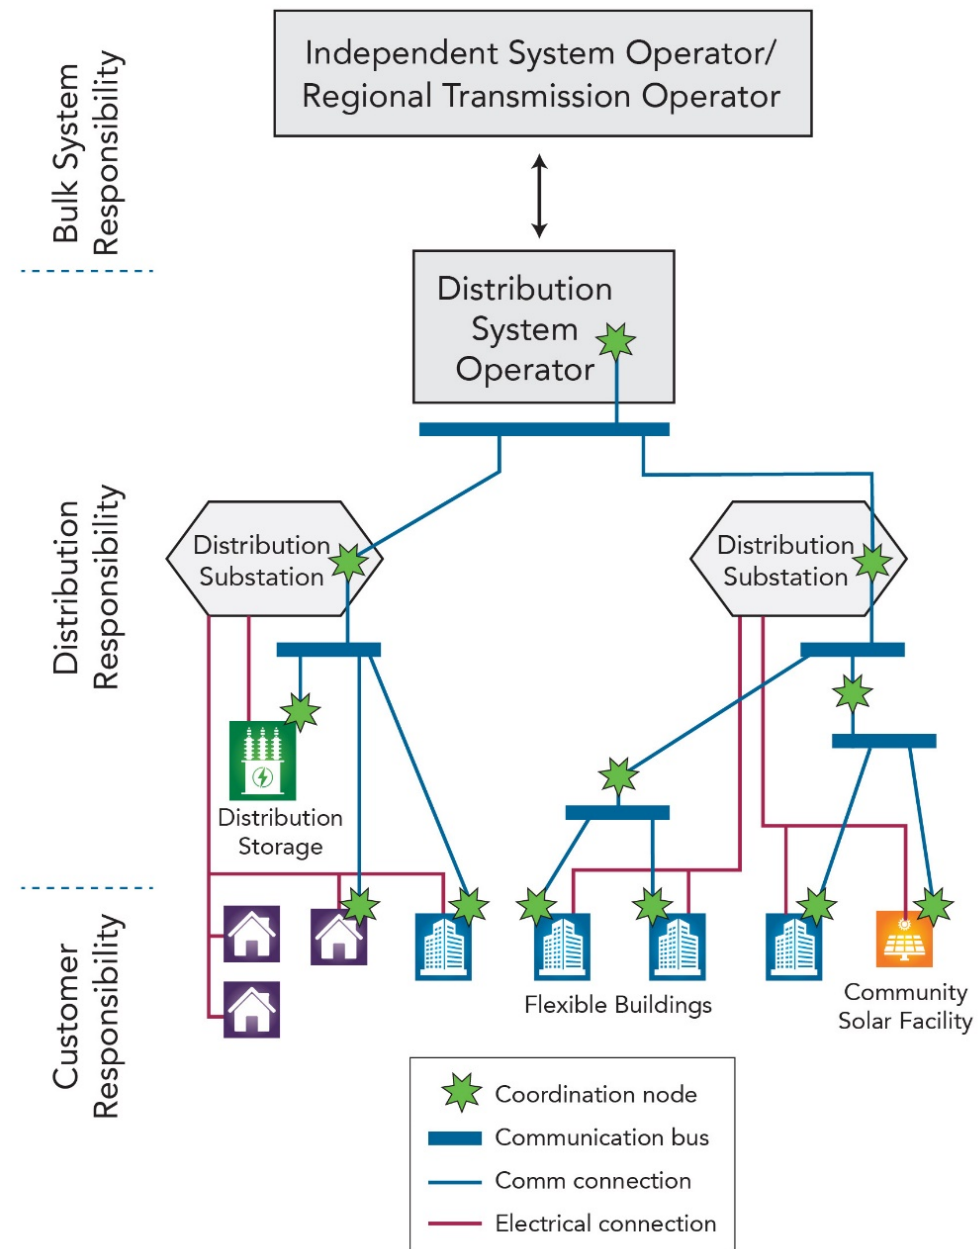 Bulk System
Responsibility
Independent System Operator/
Regional Transmission Operator
Distribution
System
Operator
Distribution
Responsibility
Distribution
Substation
Distribution
Substation
Distribution
Storage
Customer
Responsibility
Flexible Buildings
Community
Solar Facility
Coordination node
Communication bus
Comm connection
Electrical connection